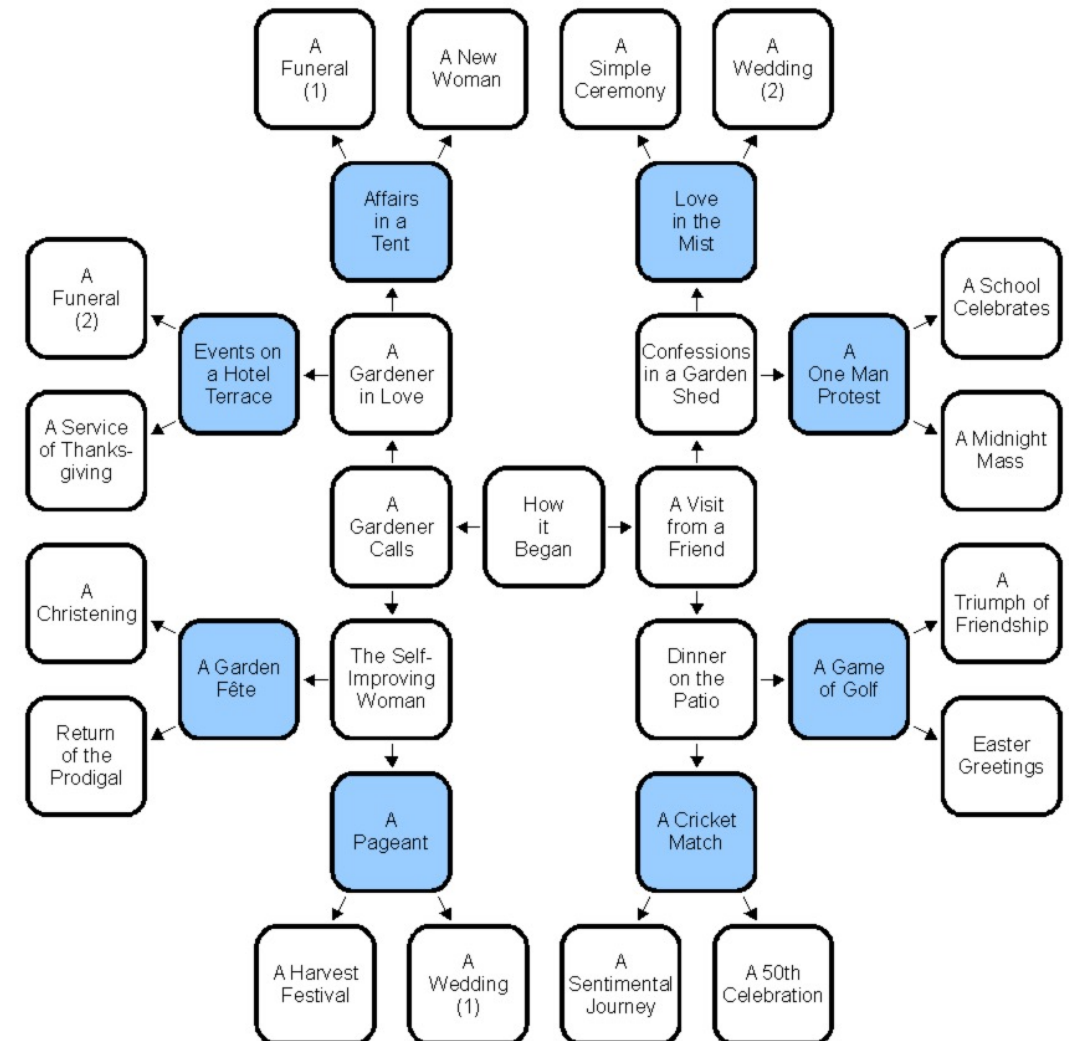 A
Funeral
(1)
A New
Woman
A
Simple
Ceremony
A
Wedding
(2)
Affairs
in a
Tent
Love
in the
Mist
A
Funeral
(2)
Events on
a Hotel
Terrace
A
Gardener
in Love
Confessions
in a Garden
Shed
A
One Man
Protest
A School
Celebrates
A Service
of Thanks-
giving
A Midnight
Mass
A
Gardener
Calls
How
it
Began
A Visit
from a
Friend
A
Christening
A
Triumph of
Friendship
A Garden
Fête
The Self-
Improving
Woman
Dinner
on the
Patio
A Game
of Golf
Return
of the
Prodigal
Easter
Greetings
A
Pageant
A Cricket
Match
A Harvest
Festival
A
Wedding
(1)
A
Sentimental
Journey
A 50th
Celebration